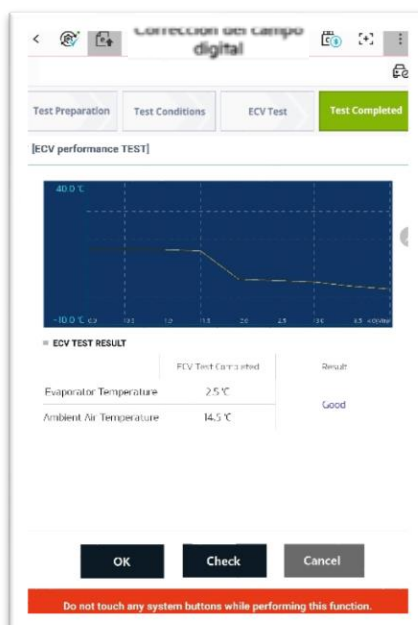 Corrección del campo
digital
Test Preparation
Test Conditions
ECV Test
Test Completed
[ECV performance TEST]
40.0 ℃
-10.0 ℃
ECV TEST RESULT
ECV Test Completed
Result
Evaporator Temperature
2.5 ℃
Good
Ambient Air Temperature
14.5 ℃
OK
Check
Cancel
Do not touch any system buttons while performing this function.